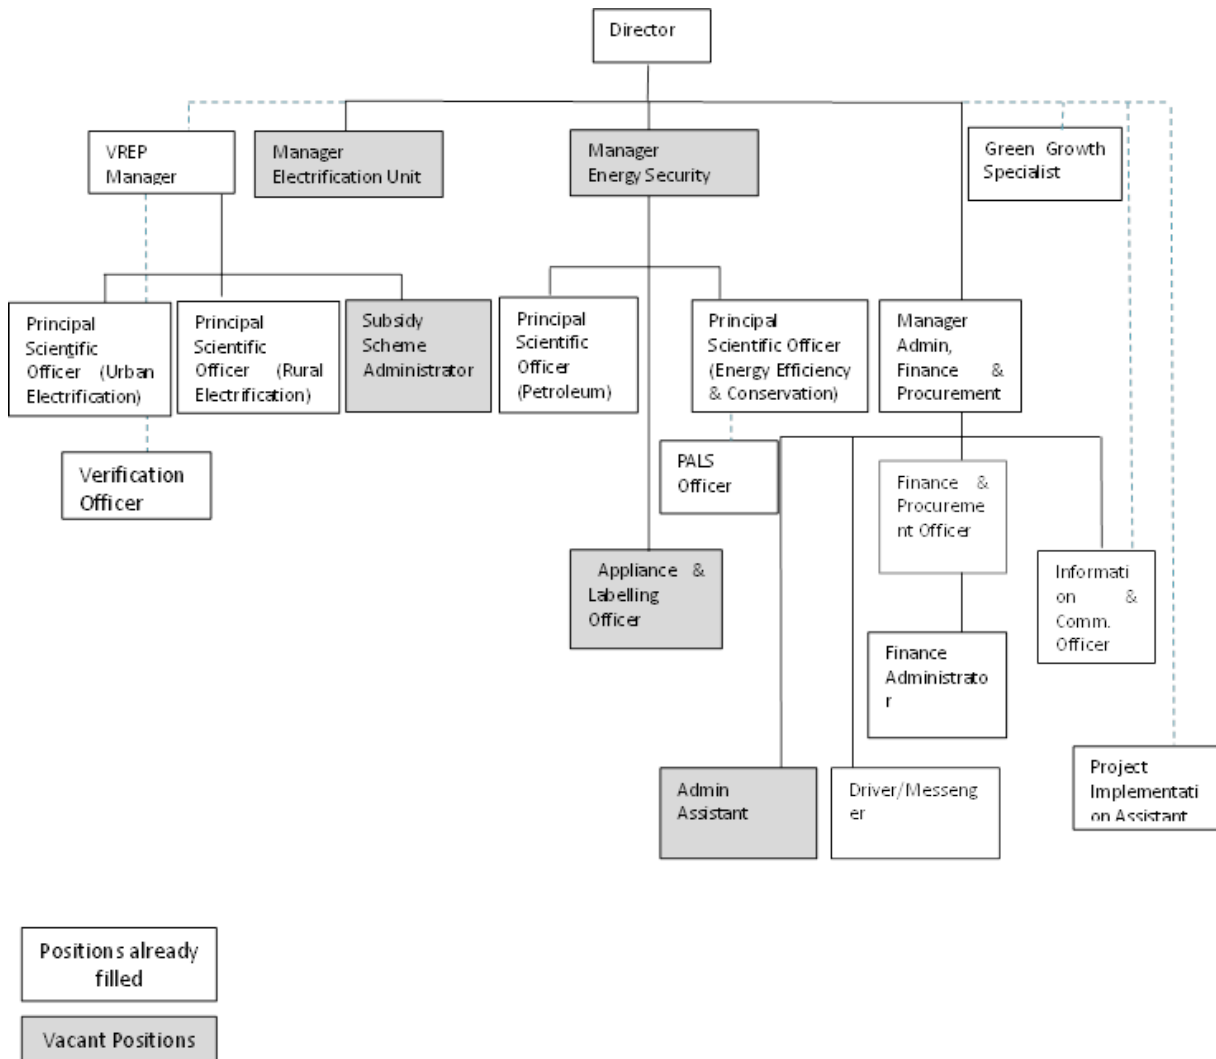 Director
VREP
Manager
Manager
Electrification Unit
Manager
Energy Security
Green Growth
Specialist
Principal
Scientific
Officer (Urban
Electrification)
Principal
Scientific
Officer (Rural
Electrification)
Subsidy
Scheme
Administrator
Principal
Scientific
Officer
(Petroleum)
Principal
Scientific Officer
(Energy Efficiency
& Conservation)
Manager
Admin,
Finance &
Procurement
Verification
Officer
PALS
Officer
Finance &
Procureme
nt Officer
Appliance &
Labelling
Officer
Informati
on &
Comm.
Officer
Finance
Administrato
r
Admin
Assistant
Driver/Messeng
er
Project
Implementati
on Assistant
Positions already
filled
Vacant Positions